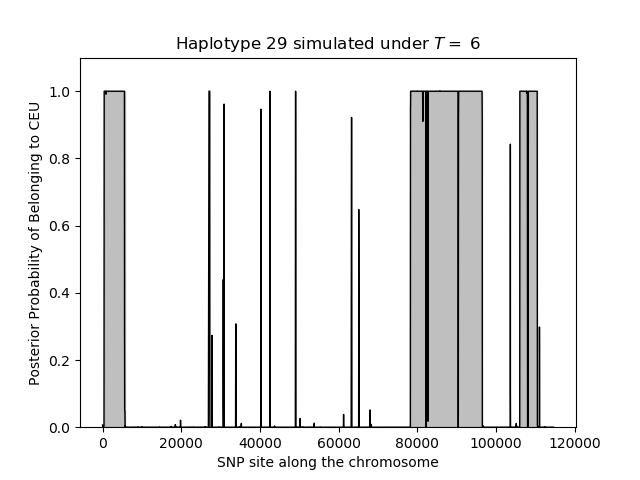 Haplotype 29 simulated under T = 6
Posterior Probability of Belonging to CEU
1.0
0.8
0.6
0.4
0.2
0.0
0 20000 40000 60000 80000 100000 120000
SNP site along the chromosome